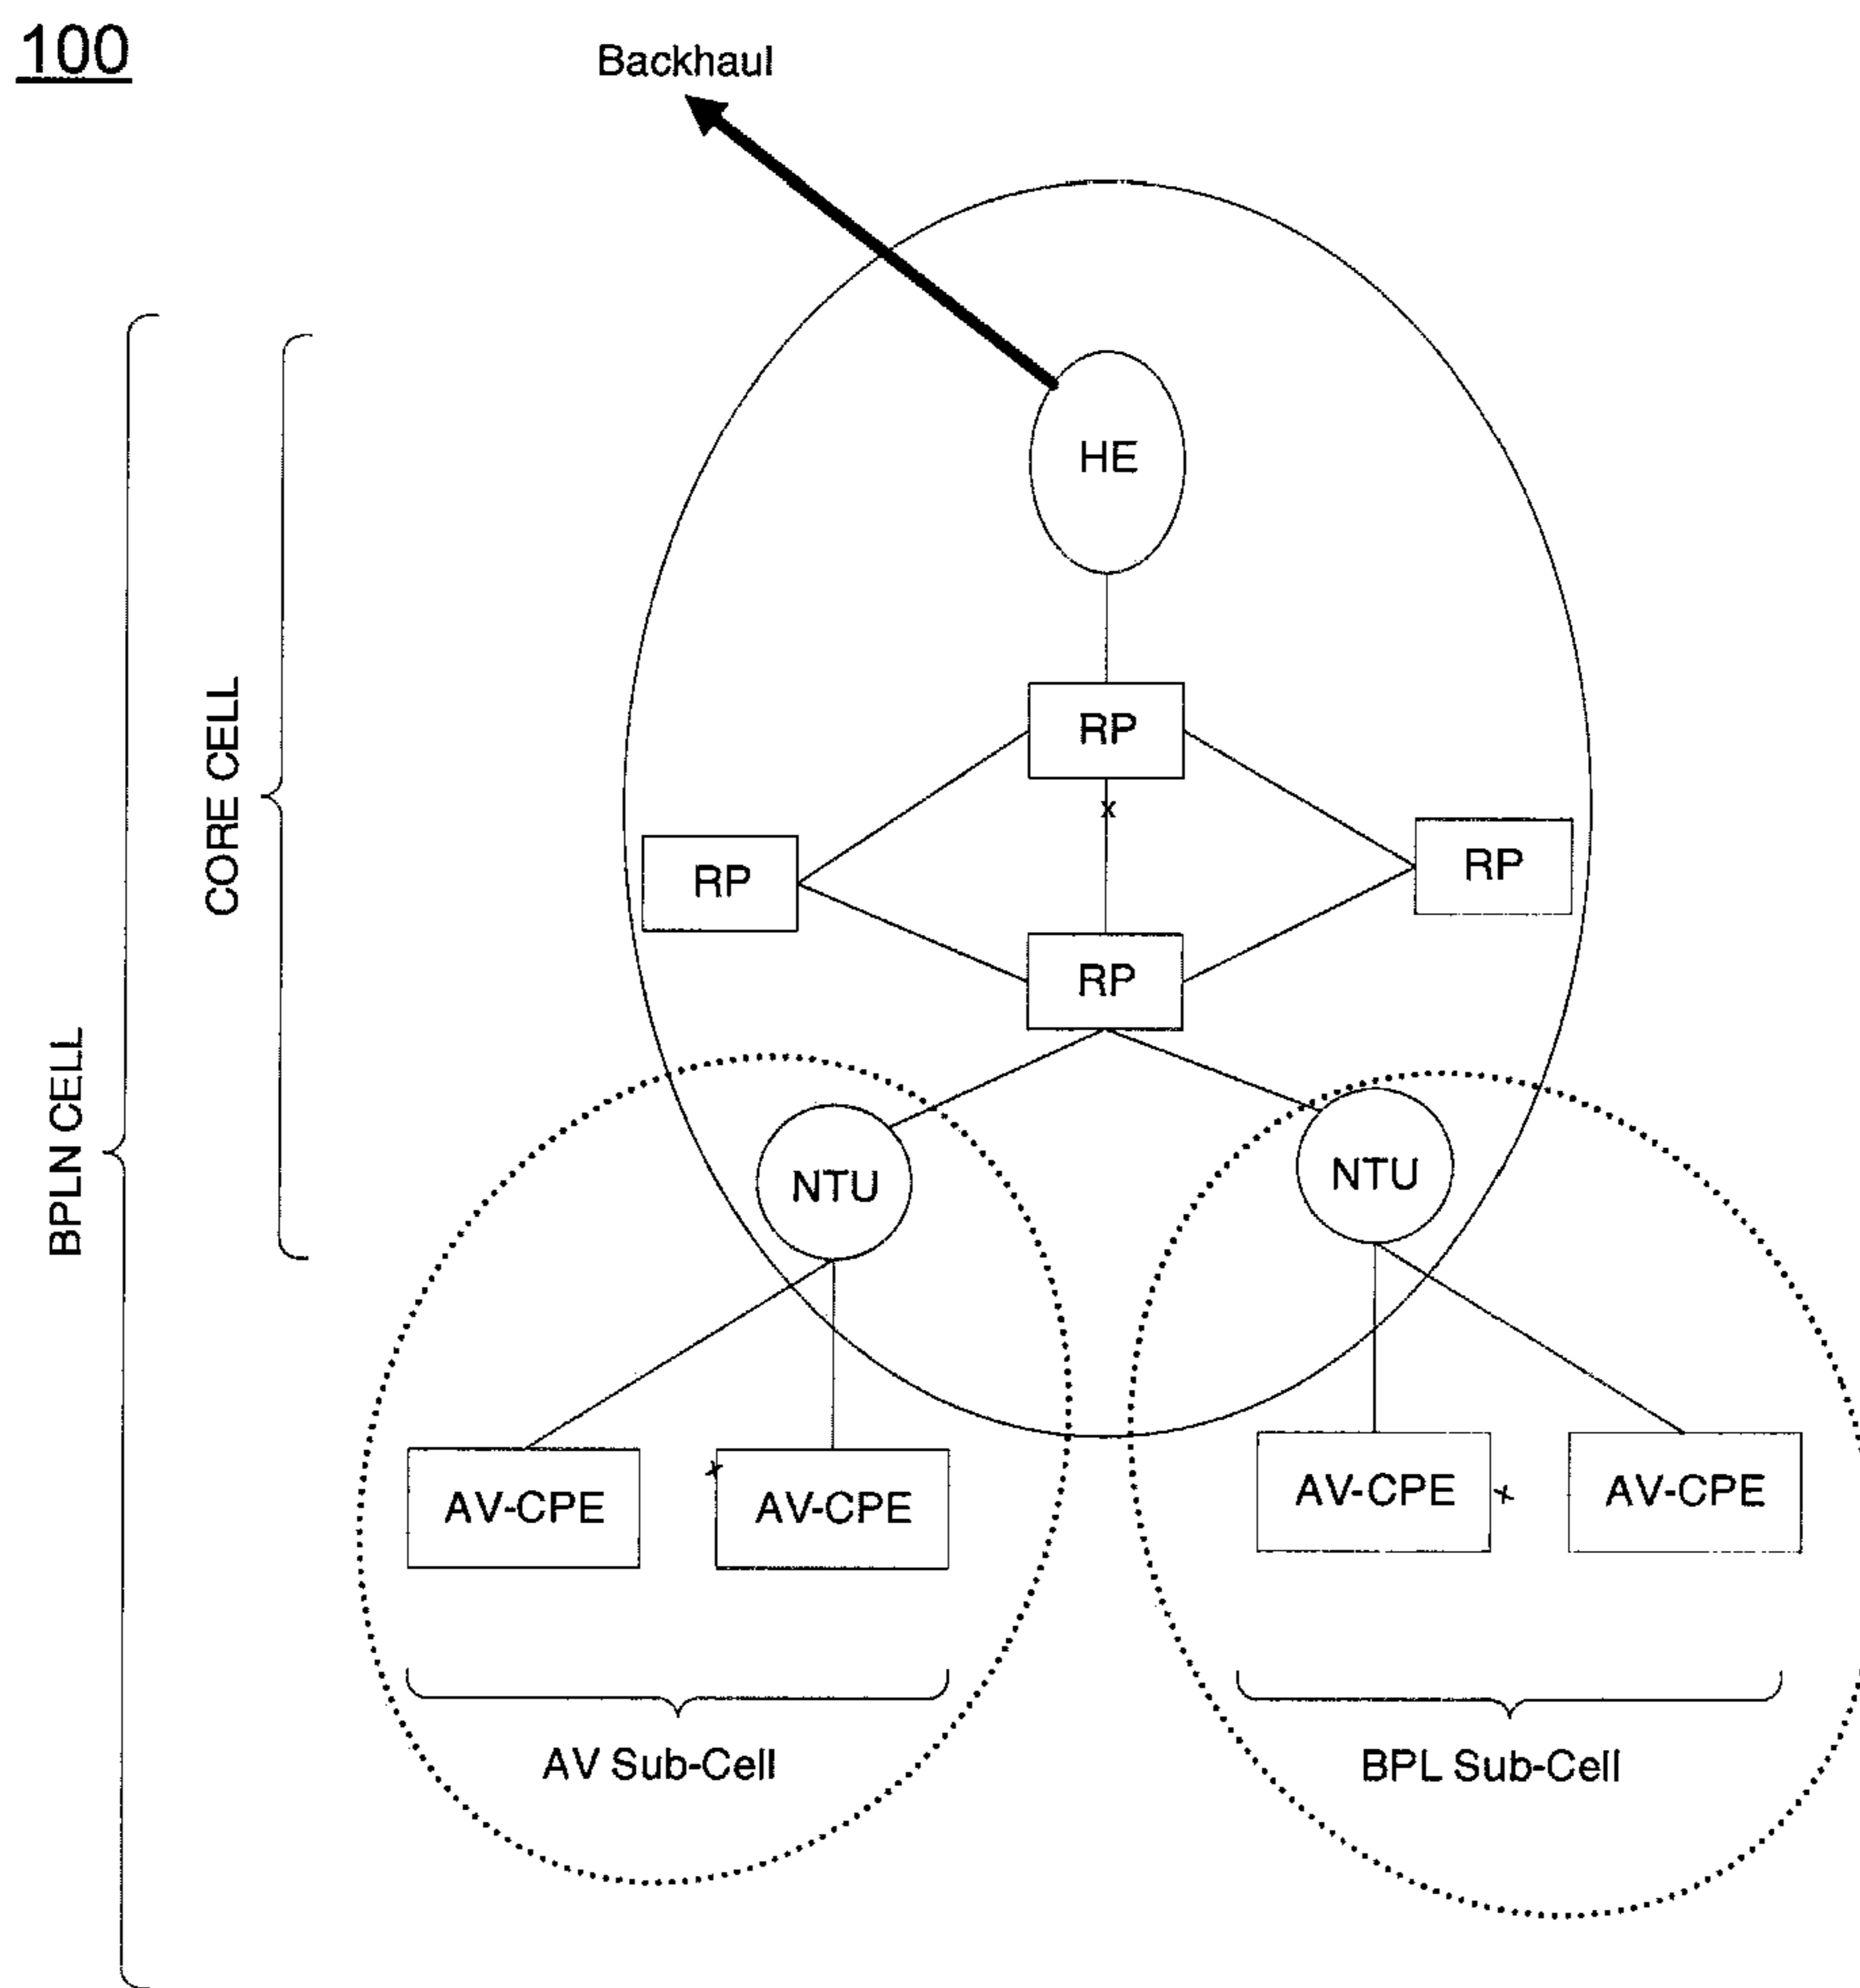 100
Backhaul
HE
CORE CELL
BPLN CELL
RP
x
RP
RP
RP
NTU
NTU
AV-CPE
x
AV-CPE
AV-CPE
x
AV-CPE
AV Sub-Cell
BPL Sub-Cell